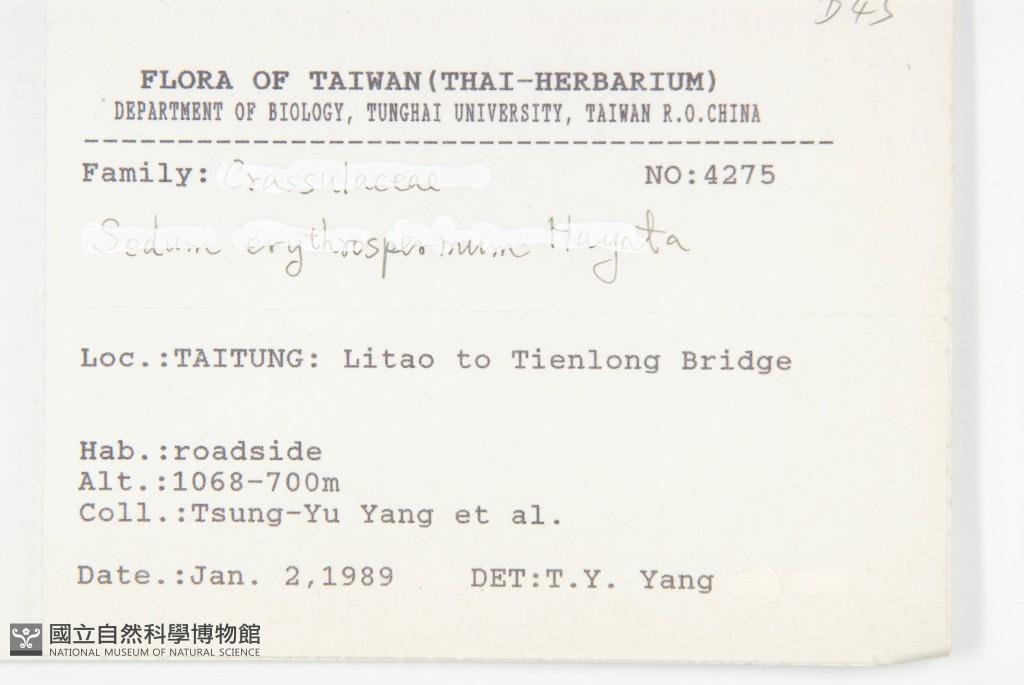 D45
FLORA OF TAIWAN(THAI-HERBARIUM)
DEPARTMENT OF BIOLOGY, TUNGHAI UNIVERSITY, TAIWAN R.O.CHINA
Family: Crassulaceae NO:4275
Sedum erythrospermum Hayata
Loc.:TAITUNG: Litao to Tienlong Bridge
Hab.:roadside
Alt.:1068-700m
Coll.:Tsung-Yu Yang et al.
Date.:Jan. 2,1989 DET:T.Y. Yang
國立自然科學博物館
NATIONAL MUSEUM OF NATURAL SCIENCE